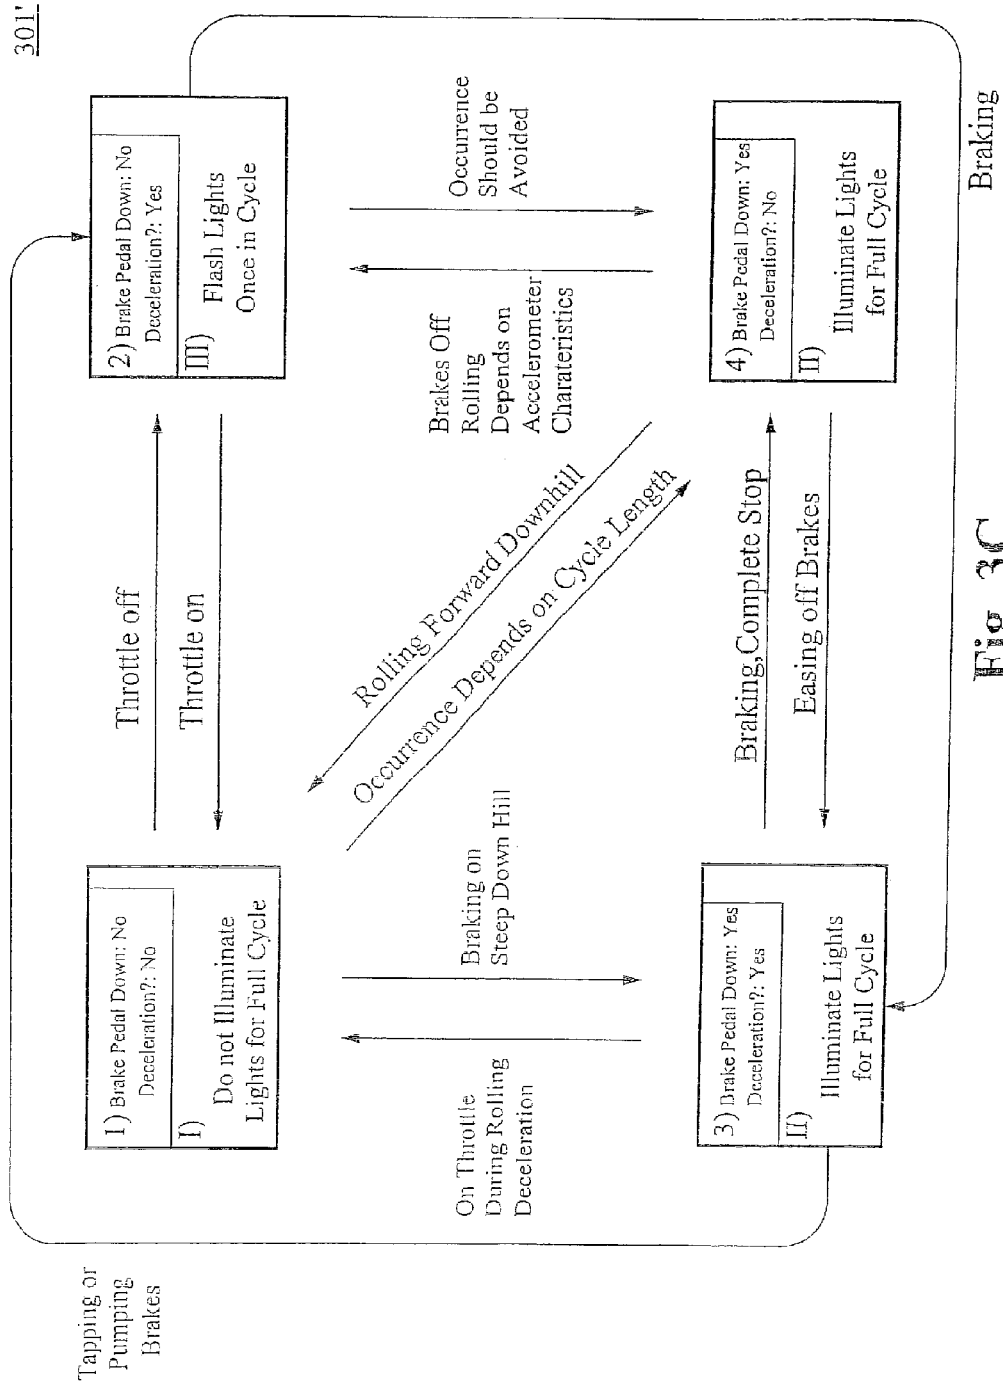 301'
Tapping or
Pumping
Brakes
1) Brake Pedal Down: No
Deceleration?: No
I)
Do not Illuminate
Lights for Full Cycle
Throttle off
Throttle on
2) Brake Pedal Down: No
Deceleration?: Yes
III)
Flash Lights
Once in Cycle
On Throttle
During Rolling
Deceleration
Braking on
Steep Down Hill
Rolling Forward Downhill
Occurrence Depends on Cycle Length
Brakes Off
Rolling
Depends on
Accelerometer
Charateristics
Occurrence
Should be
Avoided
3) Brake Pedal Down: Yes
Deceleration?: Yes
II)
Illuminate Lights
for Full Cycle
Braking,Complete Stop
Easing off Brakes
4) Brake Pedal Down: Yes
Deceleration?: No
II)
Illuminate Lights
for Full Cycle
Braking
Fig. 3C